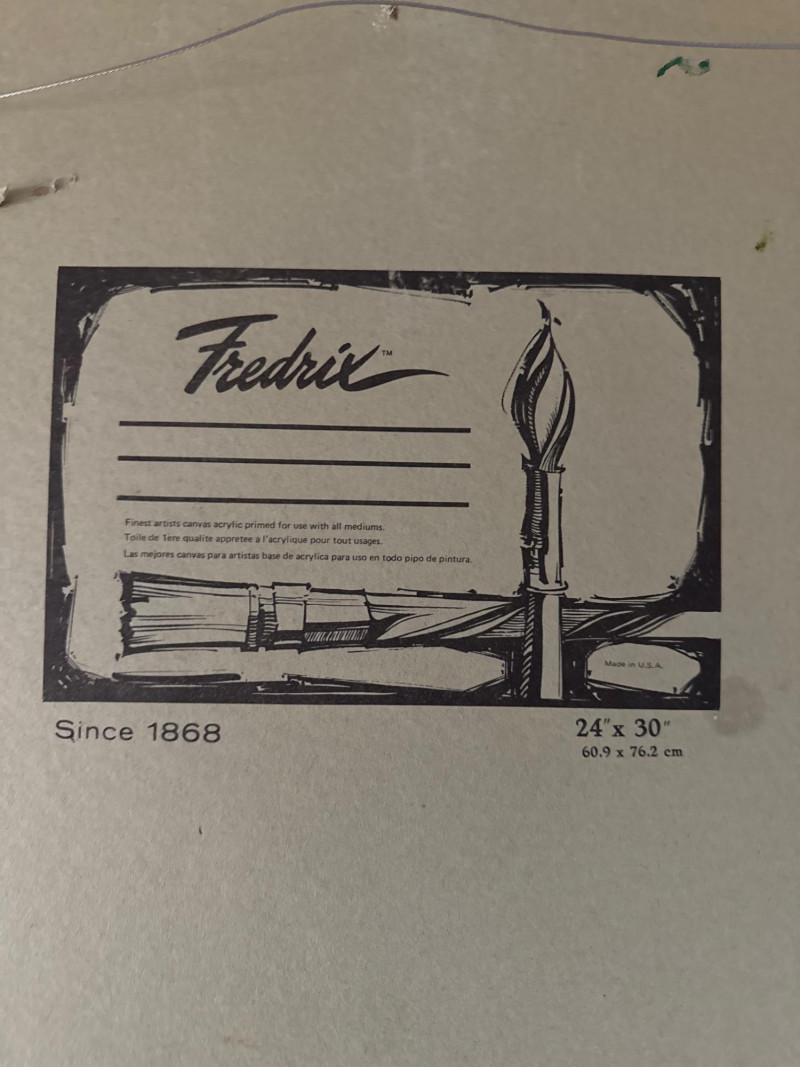 Fredrix™
Finest artists canvas acrylic primed for use with all mediums.
Toile de 1ere qualite appretee a l'acrylique pour tout usages.
Las mejores canvas para artistas base de acrylica para uso en todo pipo de pintura.
Made in U.S.A.
Since 1868
24"x 30"
60.9 x 76.2 cm